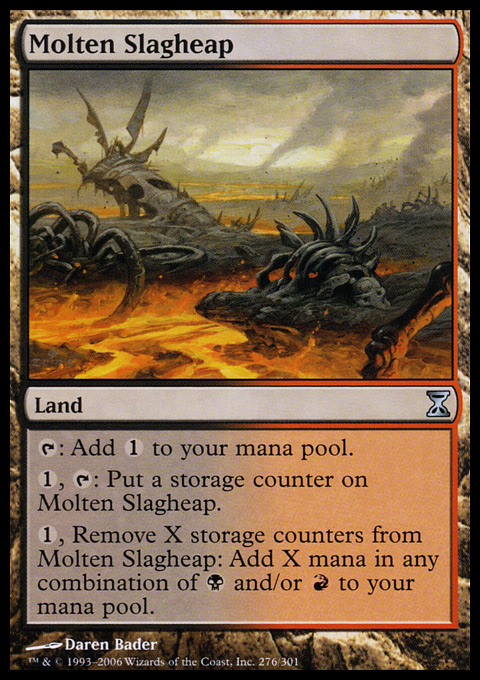 Molten Slagheap
Land
: Add 1 to your mana pool.
1, : Put a storage counter on
Molten Slagheap.
1, Remove X storage counters from
Molten Slagheap: Add X mana in any
combination of and/or to your
mana pool.
Daren Bader
™ & © 1993–2006 Wizards of the Coast, Inc. 276/301